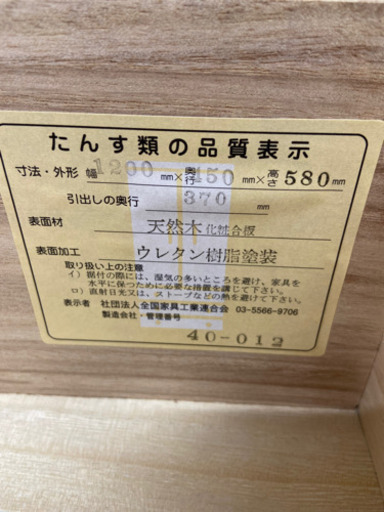 たんす類の品質表示
寸法・外形 幅 1200 mm× 奥行 450 mm× 高さ 580 mm
引出しの奥行 370 mm
表面材 天然木化粧合板
表面加工 ウレタン樹脂塗装
取り扱い上の注意
イ) 据付の際には、湿気の多いところを避け、家具を
水平に保つために必要な措置を講じて下さい。
ロ) 直射日光又は、ストーブなどの熱を避けて下さい。
表示者 社団法人全国家具工業連合会 03-5566-9706
製造会社・管理番号
40-012